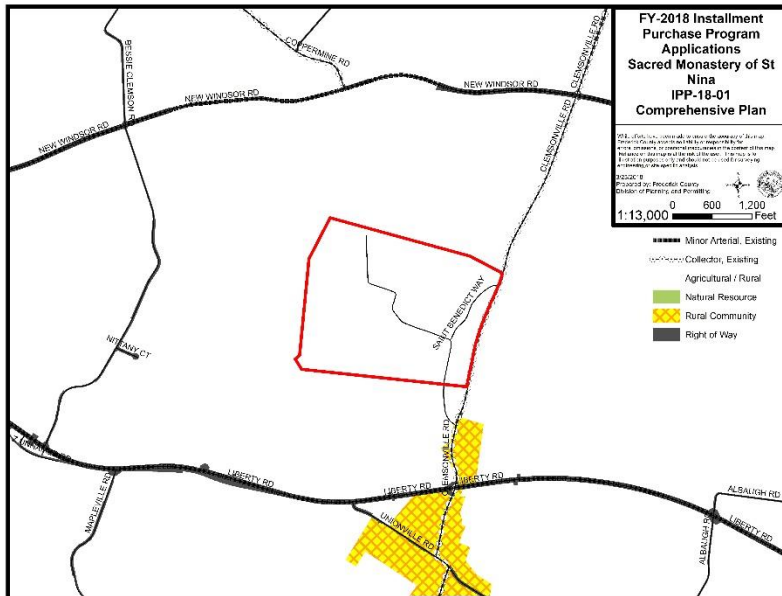 FY-2018 Installment
Purchase Program
Applications
Sacred Monastery of St
Nina
IPP-18-01
Comprehensive Plan
3/23/2018
Prepared by: Frederick County
Division of Planning and Permitting
0 600 1,200
1:13,000 Feet
Minor Arterial, Existing
Collector, Existing
Agricultural / Rural
Natural Resource
Rural Community
Right of Way
BESSIE CLEMSON RD
COPPERMINE RD
CLEMSONVILLE RD
NEW WINDSOR RD
NEW WINDSOR RD
NEW WINDSOR RD
CLEMSONVILLE RD
SAINT BENEDICT WAY
NITTANY CT
CLEMSONVILLE RD
LIBERTY RD
LIBERTY RD
LIBERTY RD
MAPLEVILLE RD
UNIONVILLE RD
ALBAUGH RD
ALBAUGH RD
LIBERTY RD